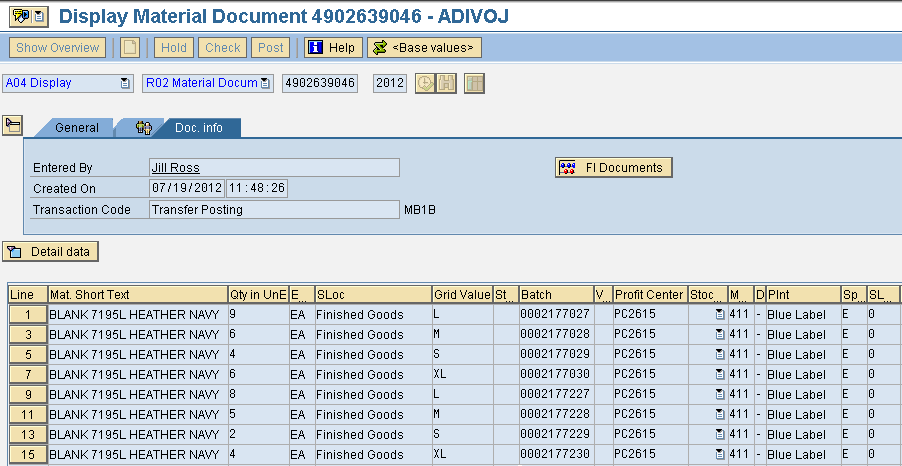 Display Material Document 4902639046 - ADIVOJ
Show Overview Hold Check Post Help <Base values>
A04 Display R02 Material Docum 4902639046 2012
General Doc. info
Entered By Jill Ross FI Documents
Created On 07/19/2012 11:48:26
Transaction Code Transfer Posting MB1B
Detail data
Line Mat. Short Text Qty in UnE E... SLoc Grid Value St... Batch V... Profit Center Stoc... M... D Plnt Sp... SL...
1 BLANK 7195L HEATHER NAVY 9 EA Finished Goods L 0002177027 PC2615 411 - Blue Label E 0
3 BLANK 7195L HEATHER NAVY 6 EA Finished Goods M 0002177028 PC2615 411 - Blue Label E 0
5 BLANK 7195L HEATHER NAVY 4 EA Finished Goods S 0002177029 PC2615 411 - Blue Label E 0
7 BLANK 7195L HEATHER NAVY 6 EA Finished Goods XL 0002177030 PC2615 411 - Blue Label E 0
9 BLANK 7195L HEATHER NAVY 8 EA Finished Goods L 0002177227 PC2615 411 - Blue Label E 0
11 BLANK 7195L HEATHER NAVY 5 EA Finished Goods M 0002177228 PC2615 411 - Blue Label E 0
13 BLANK 7195L HEATHER NAVY 2 EA Finished Goods S 0002177229 PC2615 411 - Blue Label E 0
15 BLANK 7195L HEATHER NAVY 4 EA Finished Goods XL 0002177230 PC2615 411 - Blue Label E 0